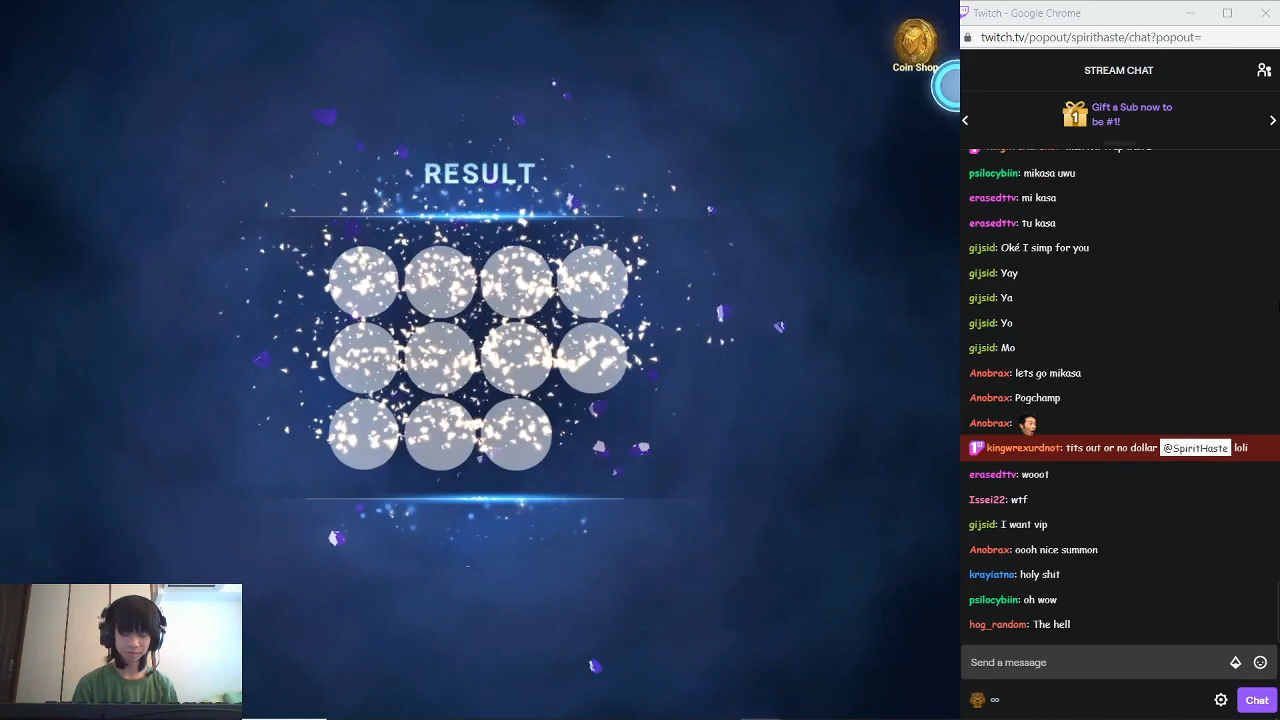 Coin Shop
RESULT
Twitch - Google Chrome
twitch.tv/popout/spirithaste/chat?popout=
STREAM CHAT
1
Gift a Sub now to
be #1!
psilocybiin: mikasa uwu
erasedttv: mi kasa
erasedttv: tu kasa
gijsid: Oké I simp for you
gijsid: Yay
gijsid: Ya
gijsid: Yo
gijsid: Mo
Anobrax: lets go mikasa
Anobrax: Pogchamp
Anobrax:
1ST kingwrexurdnot: tits out or no dollar @SpiritHaste loli
erasedttv: wooot
Issei22: wtf
gijsid: I want vip
Anobrax: oooh nice summon
krayiatno: holy shit
psilocybiin: oh wow
hog_random: The hell
Send a message
∞
Chat